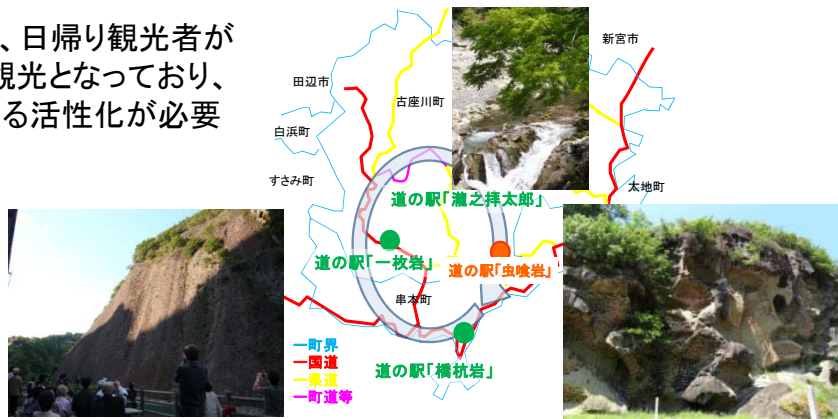 、日帰り観光者が
観光となっており、
る活性化が必要
新宮市
田辺市
古座川町
白浜町
すさみ町
太地町
道の駅「瀧之拝太郎」
道の駅「一枚岩」
道の駅「虫喰岩」
串本町
道の駅「橋杭岩」
ー町界
ー国道
ー県道
ー町道等